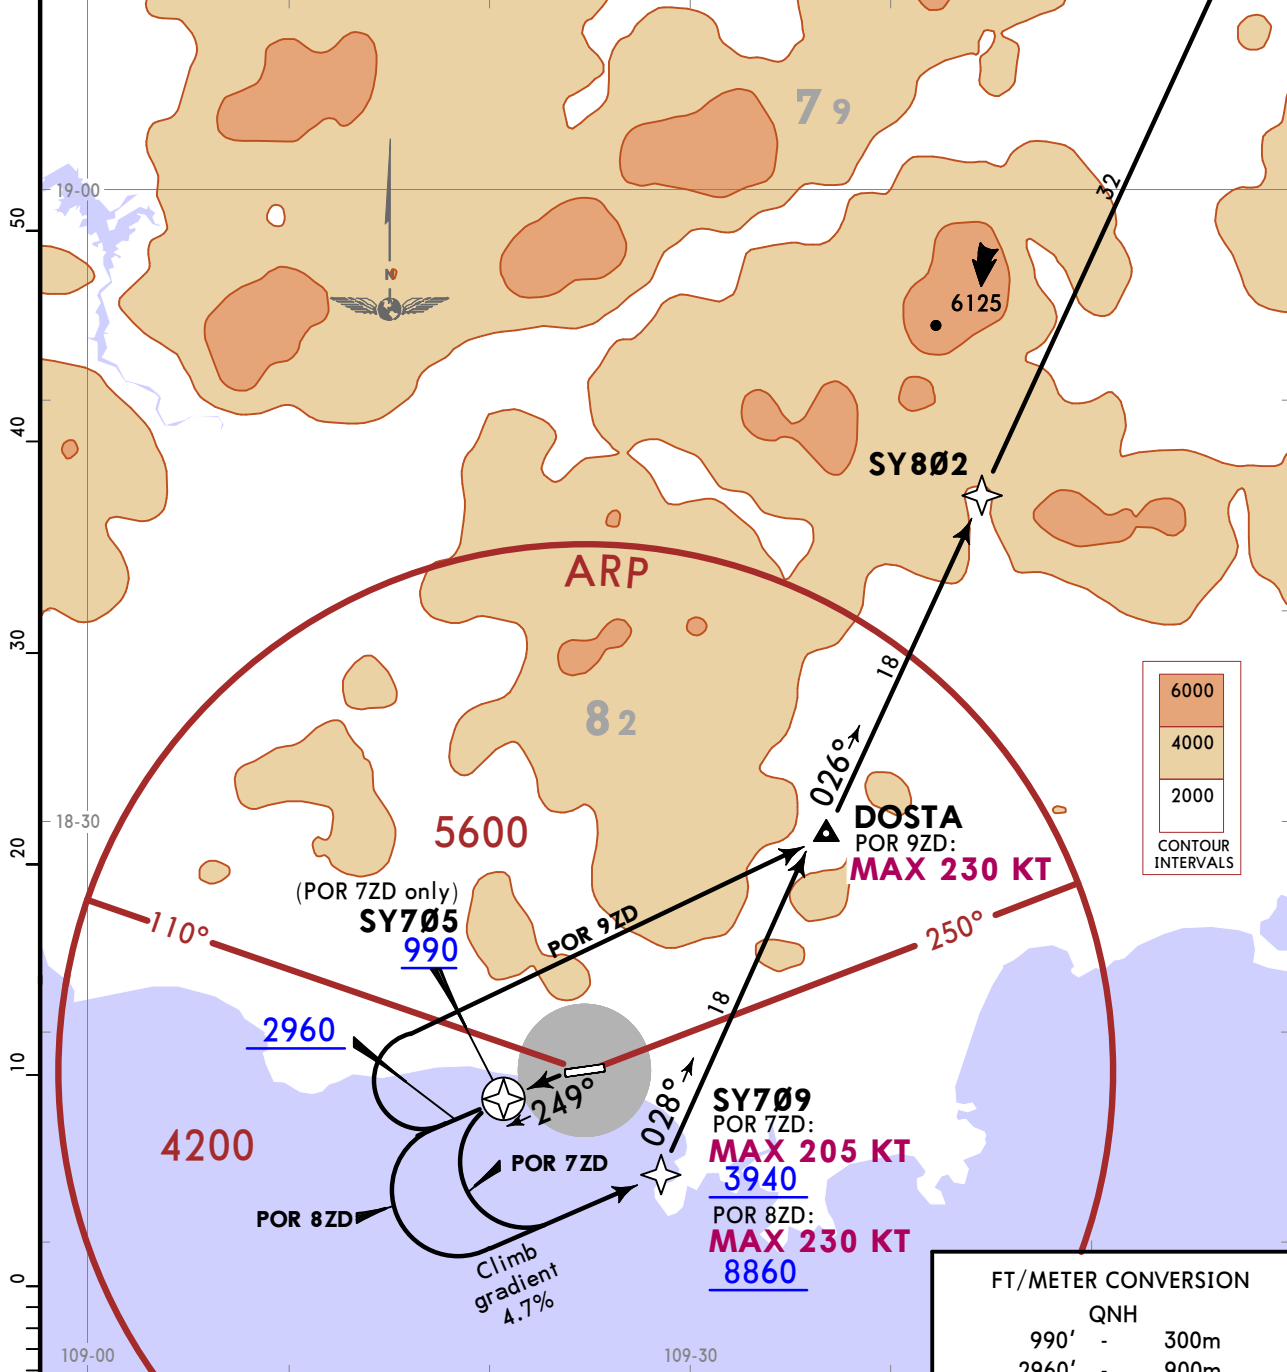 7 9
19-00
50
32
N
6125
40
SY8Ø2
ARP
30
18
6000
4000
2000
CONTOUR
INTERVALS
8 2
026°
18-30
5600
DOSTA
POR 9ZD:
MAX 230 KT
20
(POR 7ZD only)
SY7Ø5
990
110°
POR 9ZD
250°
18
2960
10
249°
028°
SY7Ø9
POR 7ZD:
MAX 205 KT
3940
POR 8ZD:
MAX 230 KT
8860
4200
POR 7ZD
POR 8ZD
Climb
gradient
4.7%
0
FT/METER CONVERSION
QNH
990' - 300m
2960' - 900m
109-00
109-30